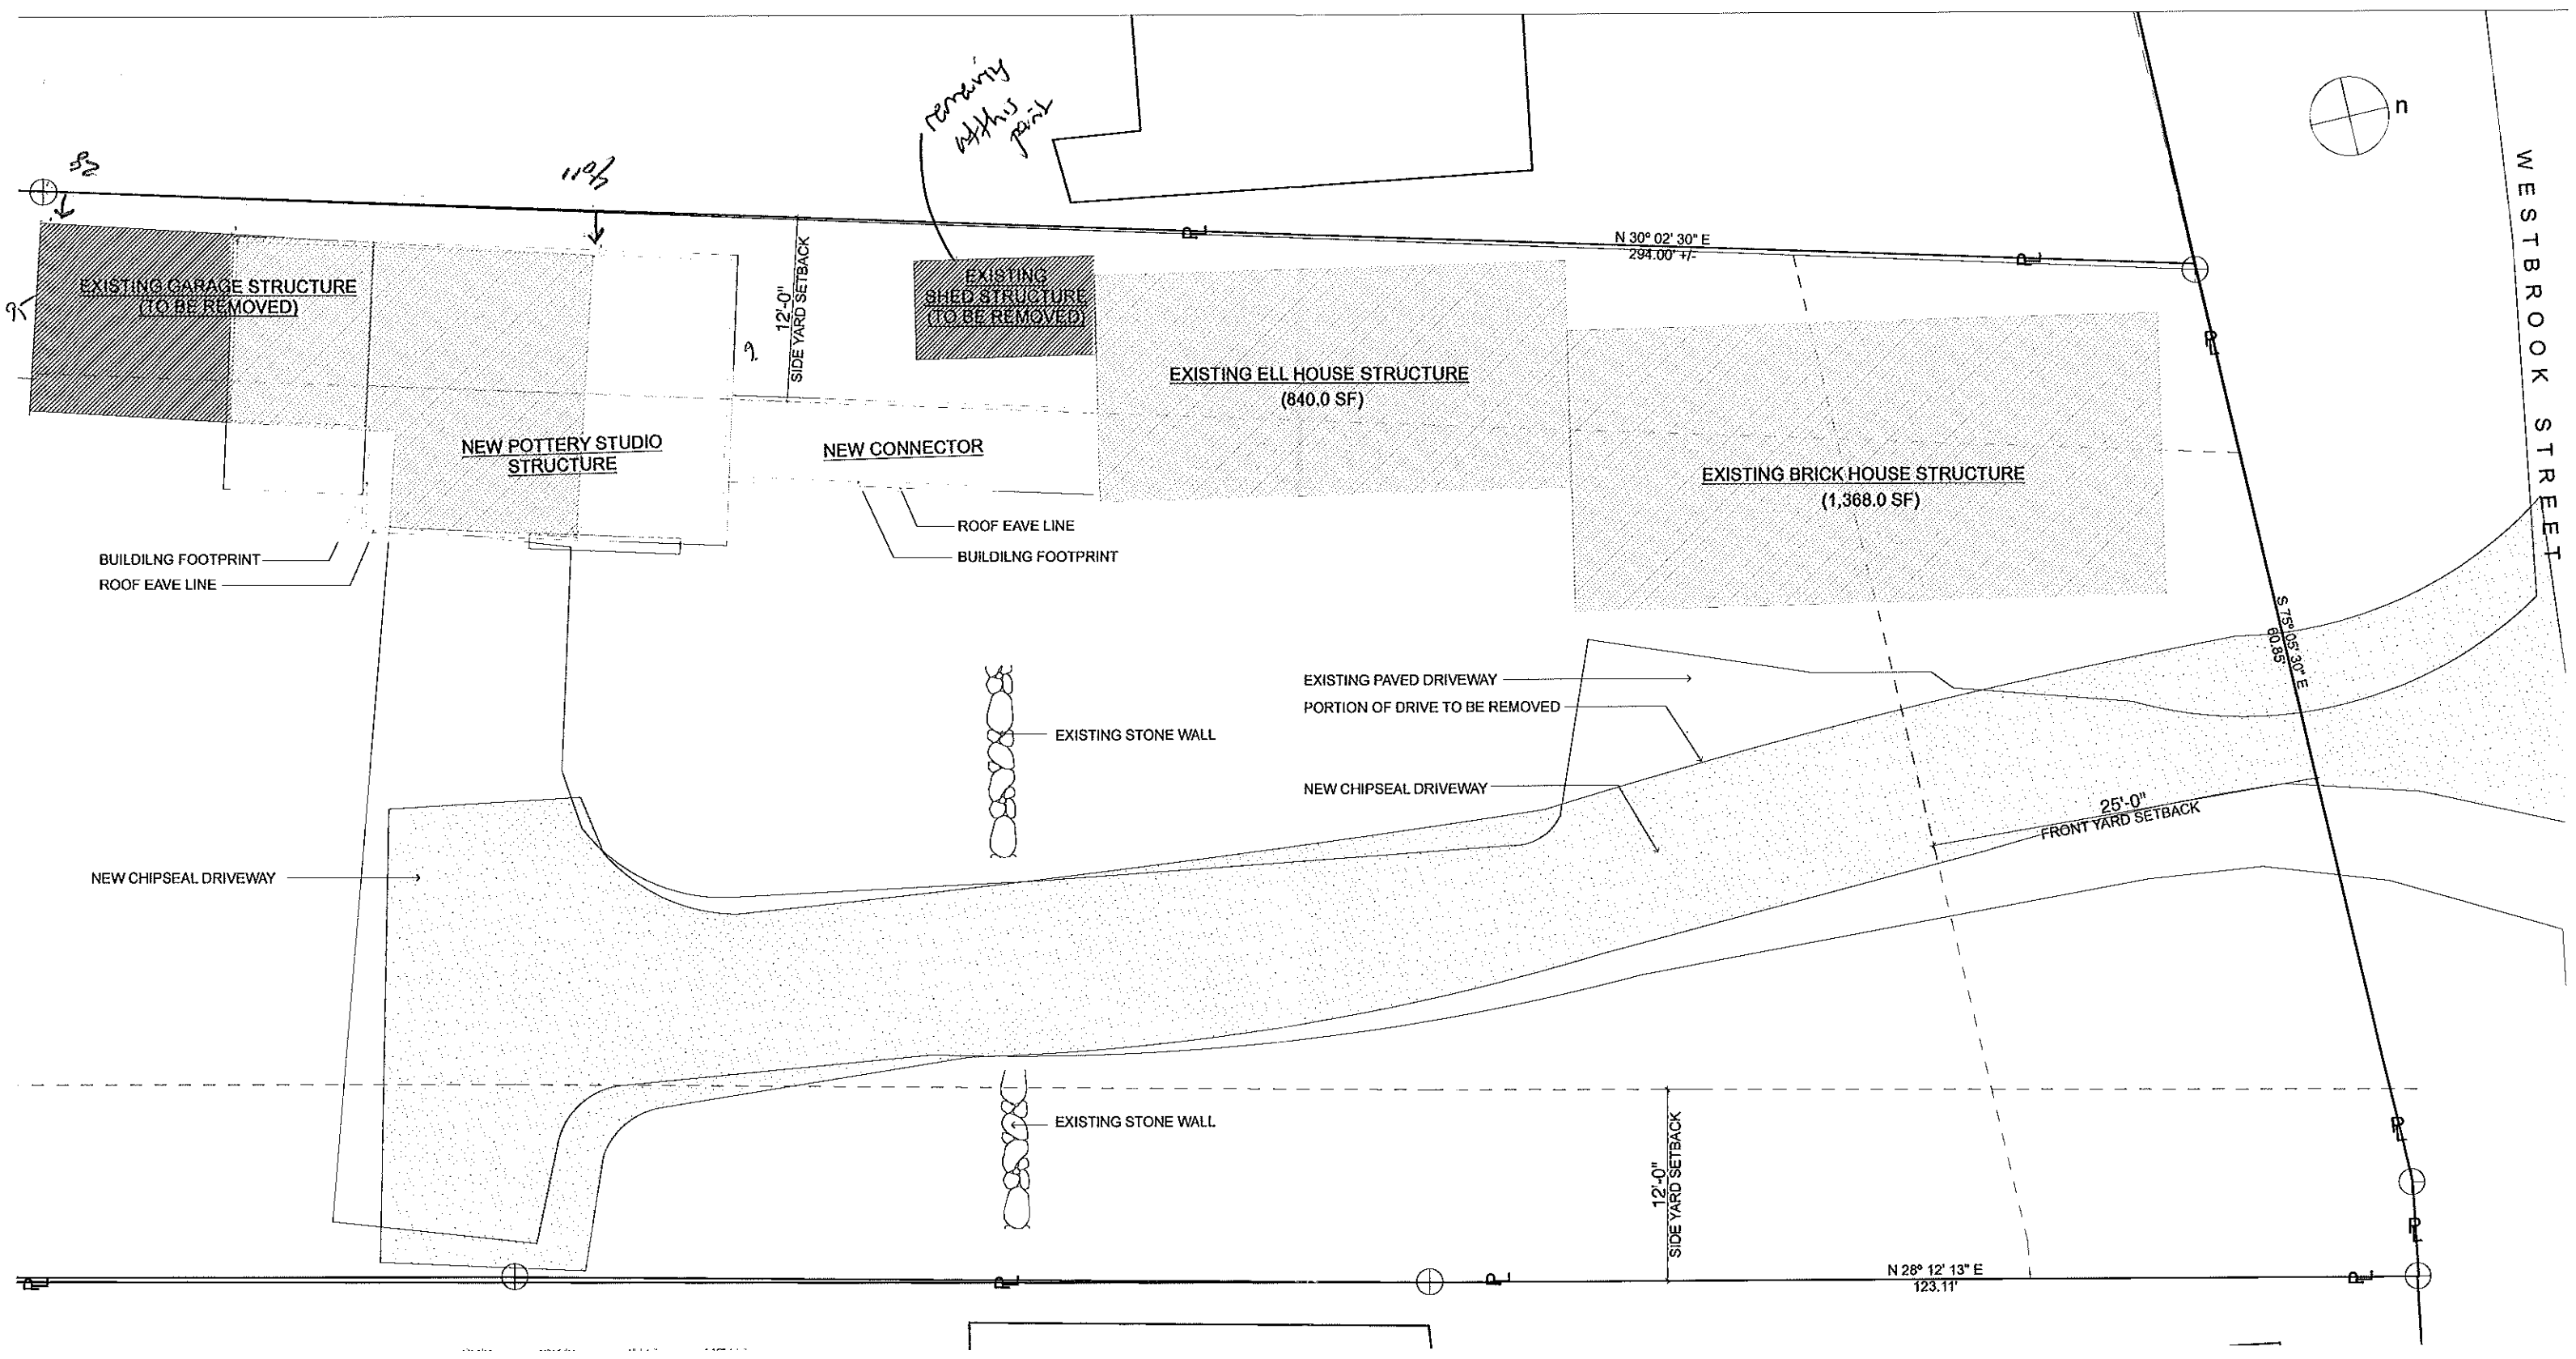 n
WESTBROOK STREET
N 30° 02' 30" E
294.00' +/-
EXISTING GARAGE STRUCTURE
(TO BE REMOVED)
12'-0"
SIDE YARD SETBACK
EXISTING
SHED STRUCTURE
(TO BE REMOVED)
EXISTING ELL HOUSE STRUCTURE
(840.0 SF)
NEW POTTERY STUDIO
STRUCTURE
NEW CONNECTOR
EXISTING BRICK HOUSE STRUCTURE
(1,368.0 SF)
ROOF EAVE LINE
BUILDILNG FOOTPRINT
BUILDILNG FOOTPRINT
ROOF EAVE LINE
S 75° 05' 30" E
60.85'
EXISTING PAVED DRIVEWAY
PORTION OF DRIVE TO BE REMOVED
EXISTING STONE WALL
NEW CHIPSEAL DRIVEWAY
25'-0"
FRONT YARD SETBACK
NEW CHIPSEAL DRIVEWAY
EXISTING STONE WALL
12'-0"
SIDE YARD SETBACK
N 28° 12' 13" E
123.11'